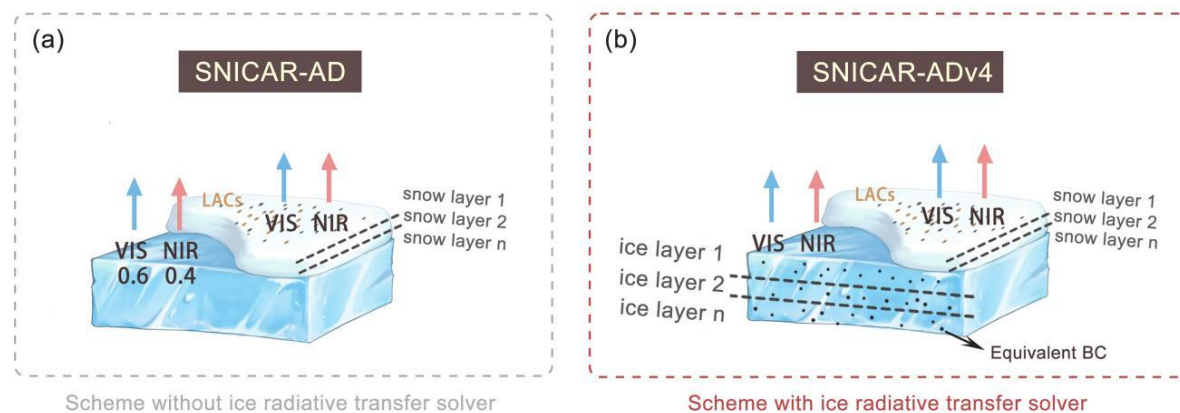 (a)
SNICAR-AD
LACs
VIS NIR
snow layer 1
snow layer 2
snow layer n
VIS NIR
0.6 0.4
Scheme without ice radiative transfer solver
(b)
SNICAR-ADv4
LACs
VIS NIR
snow layer 1
snow layer 2
snow layer n
VIS NIR
ice layer 1
ice layer 2
ice layer n
Equivalent BC
Scheme with ice radiative transfer solver